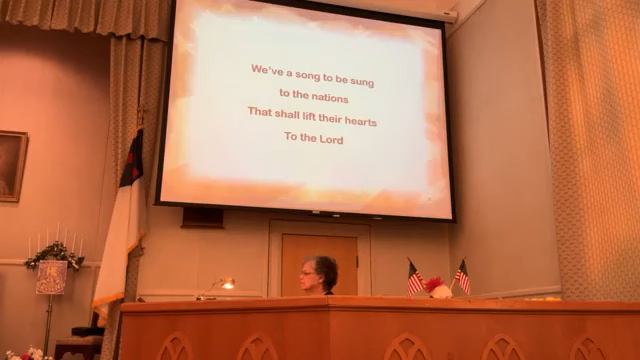 We've a song to be sung
to the nations
That shall lift their hearts
To the Lord